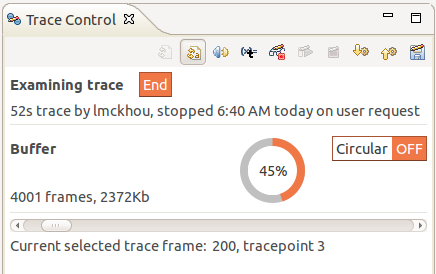 Trace Control
Examining trace End
52s trace by lmckhou, stopped 6:40 AM today on user request
Buffer 45% Circular OFF
4001 frames, 2372Kb
Current selected trace frame: 200, tracepoint 3